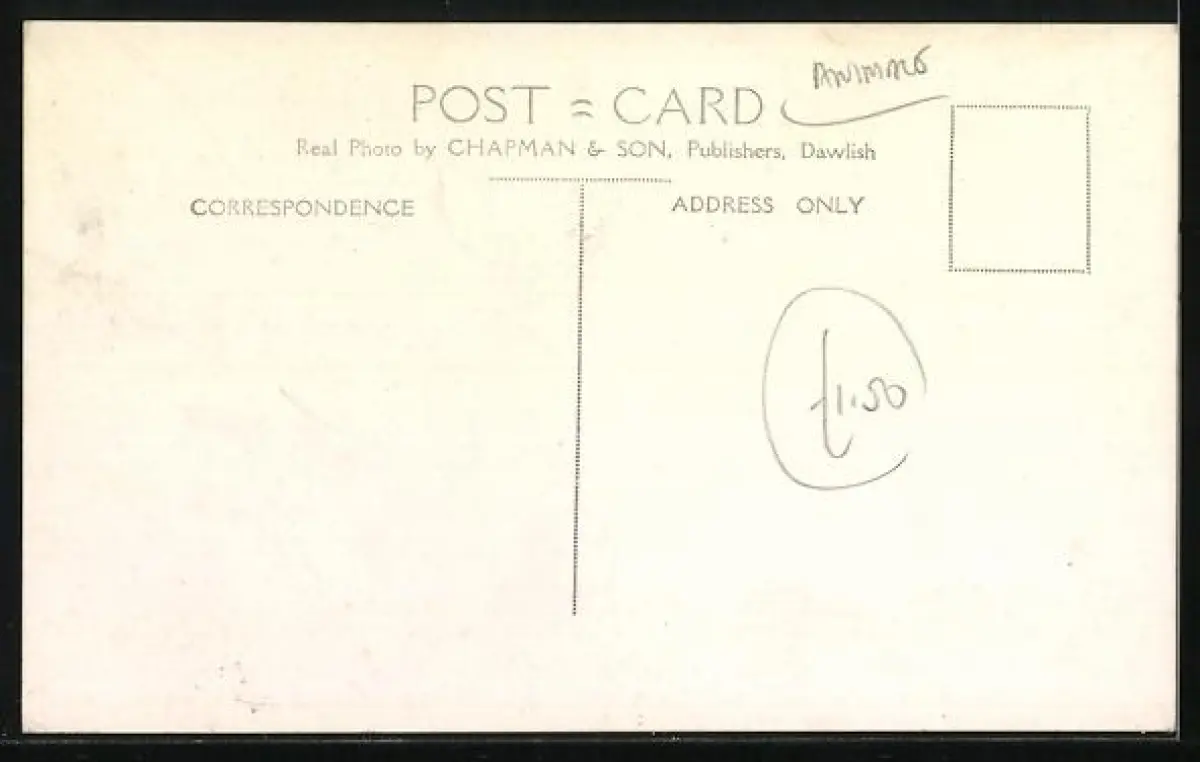 POST = CARD
Real Photo by CHAPMAN & SON, Publishers, Dawlish
CORRESPONDENCE
ADDRESS ONLY
£1.50